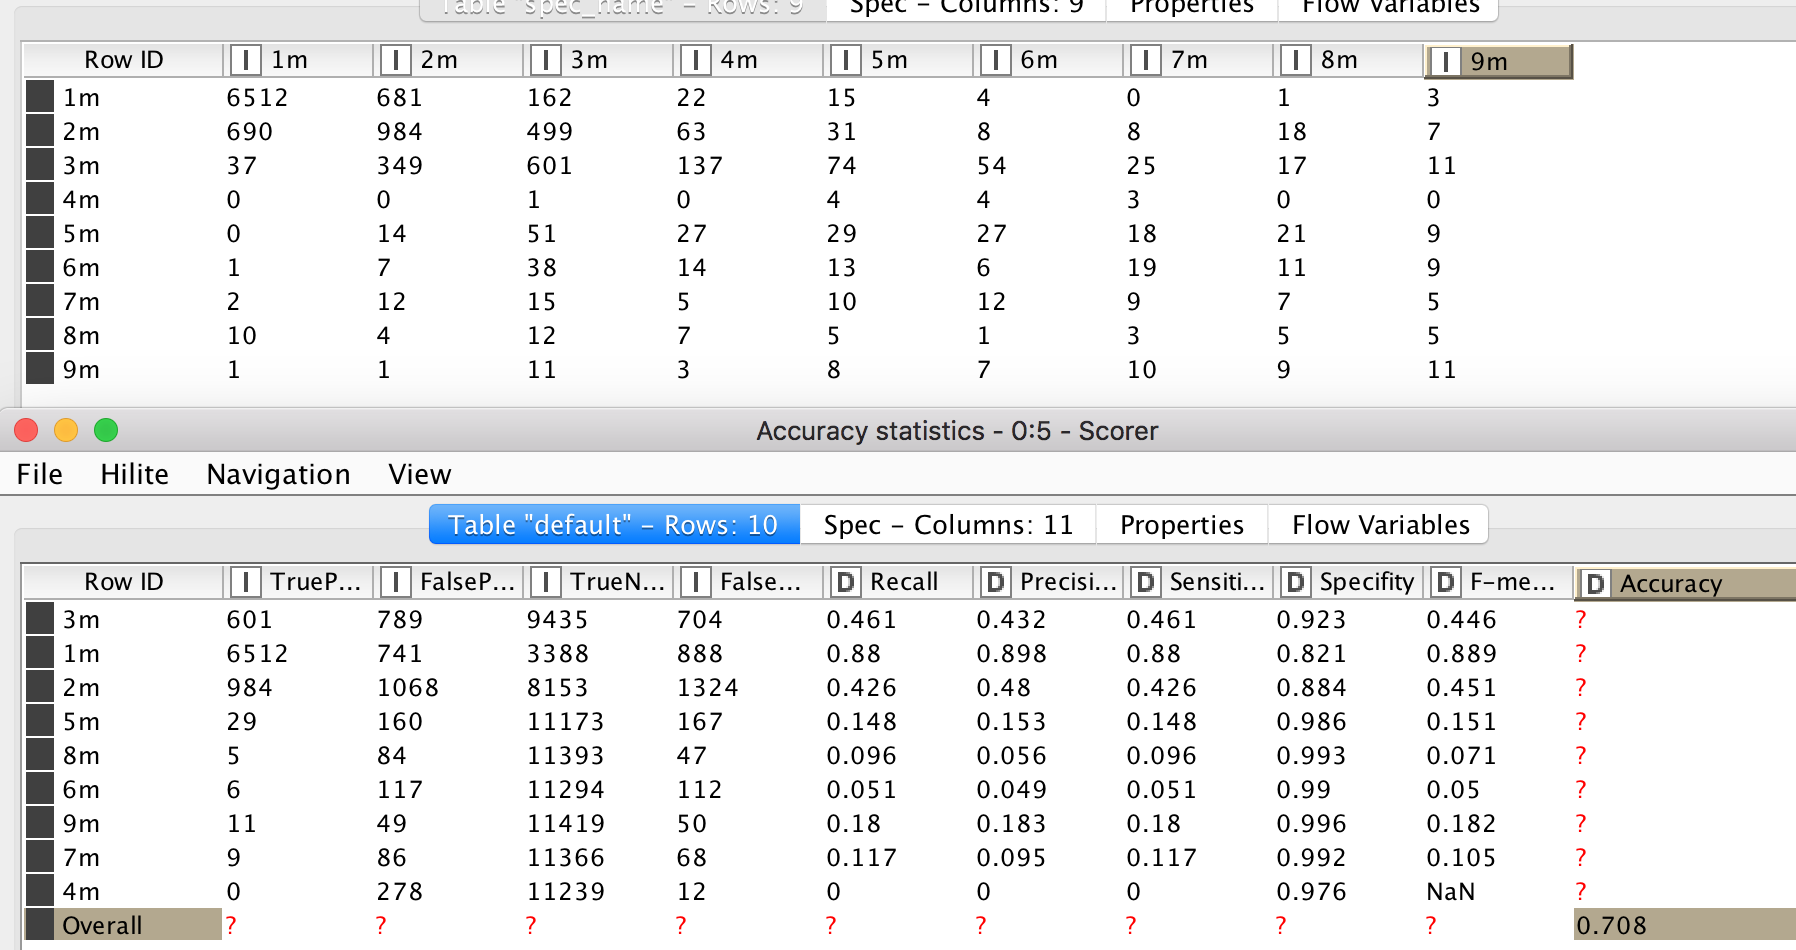 Table "spec_name" – Rows: 9 Spec – Columns: 9 Properties Flow Variables
Row ID I 1m I 2m I 3m I 4m I 5m I 6m I 7m I 8m I 9m
1m 6512 681 162 22 15 4 0 1 3
2m 690 984 499 63 31 8 8 18 7
3m 37 349 601 137 74 54 25 17 11
4m 0 0 1 0 4 4 3 0 0
5m 0 14 51 27 29 27 18 21 9
6m 1 7 38 14 13 6 19 11 9
7m 2 12 15 5 10 12 9 7 5
8m 10 4 12 7 5 1 3 5 5
9m 1 1 11 3 8 7 10 9 11
Accuracy statistics - 0:5 - Scorer
File Hilite Navigation View
Table "default" – Rows: 10 Spec – Columns: 11 Properties Flow Variables
Row ID I TrueP... I FalseP... I TrueN... I False... D Recall D Precisi... D Sensiti... D Specifity D F-me... D Accuracy
3m 601 789 9435 704 0.461 0.432 0.461 0.923 0.446 ?
1m 6512 741 3388 888 0.88 0.898 0.88 0.821 0.889 ?
2m 984 1068 8153 1324 0.426 0.48 0.426 0.884 0.451 ?
5m 29 160 11173 167 0.148 0.153 0.148 0.986 0.151 ?
8m 5 84 11393 47 0.096 0.056 0.096 0.993 0.071 ?
6m 6 117 11294 112 0.051 0.049 0.051 0.99 0.05 ?
9m 11 49 11419 50 0.18 0.183 0.18 0.996 0.182 ?
7m 9 86 11366 68 0.117 0.095 0.117 0.992 0.105 ?
4m 0 278 11239 12 0 0 0 0.976 NaN ?
Overall ? ? ? ? ? ? ? ? ? 0.708